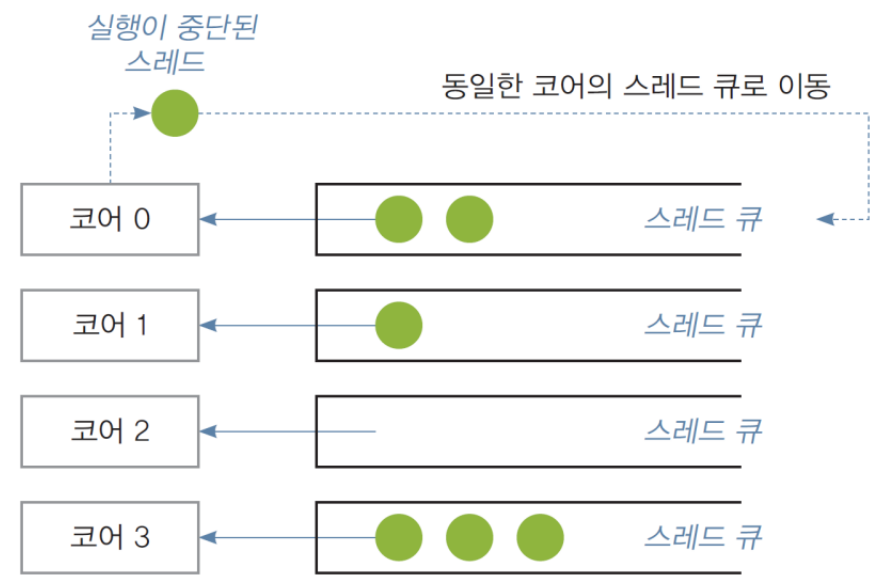 실행이 중단된
스레드
동일한 코어의 스레드 큐로 이동
코어 0
스레드 큐
코어 1
스레드 큐
코어 2
스레드 큐
코어 3
스레드 큐